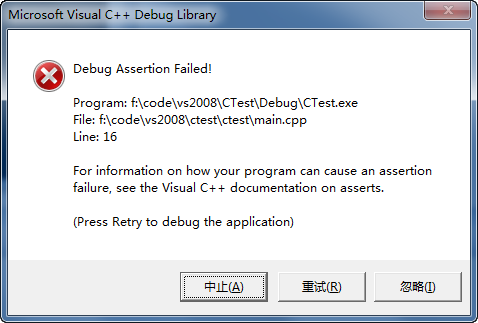 Microsoft Visual C++ Debug Library
Debug Assertion Failed!
Program: f:\code\vs2008\CTest\Debug\CTest.exe
File: f:\code\vs2008\ctest\ctest\main.cpp
Line: 16
For information on how your program can cause an assertion
failure, see the Visual C++ documentation on asserts.
(Press Retry to debug the application)
中止(A) 重试(R) 忽略(I)